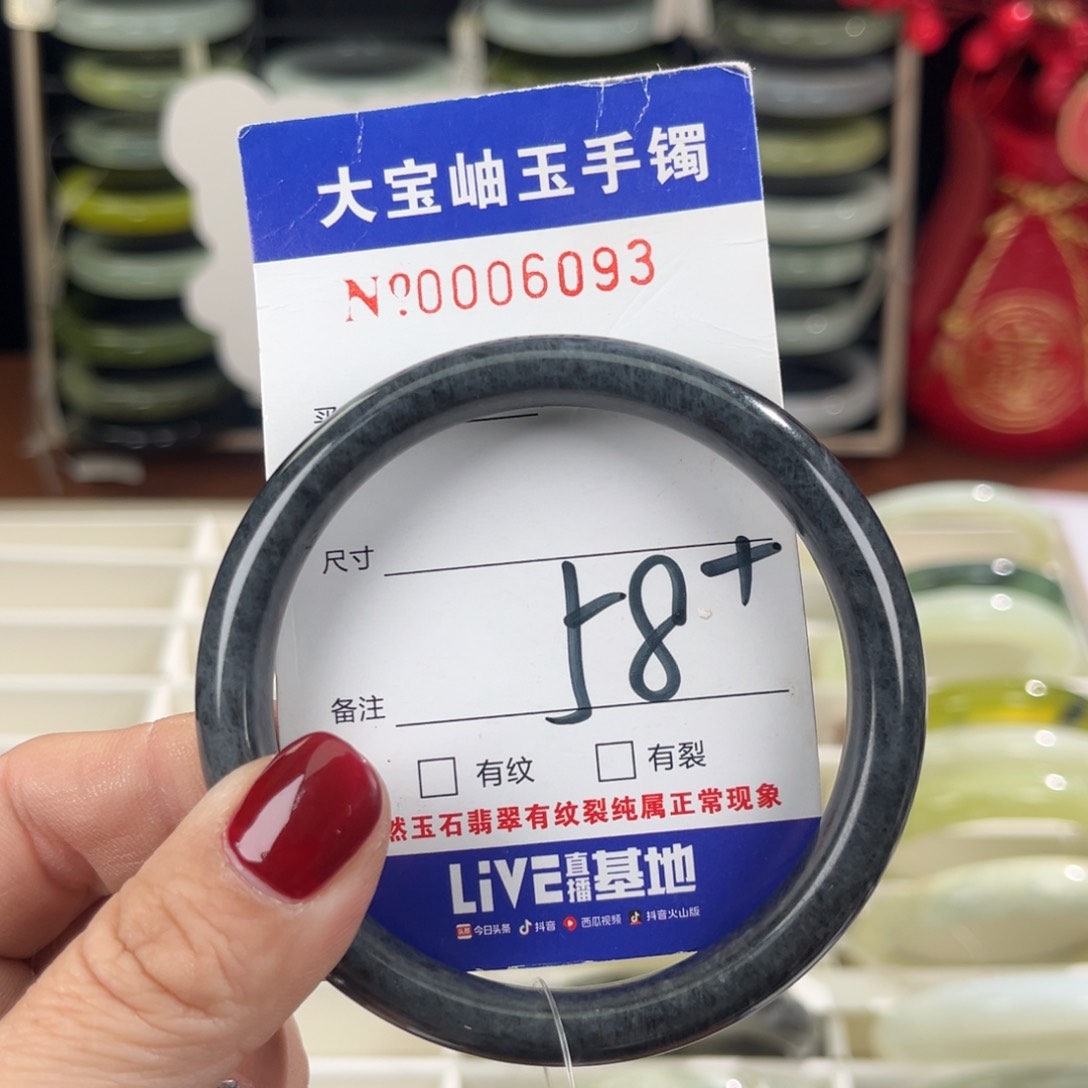 大宝岫玉手镯
Nº0006093
尺寸
58+
备注
□ 有纹 □ 有裂
然玉石翡翠有纹裂纯属正常现象
LiVE直播基地
今日头条 抖音 西瓜视频 抖音火山版